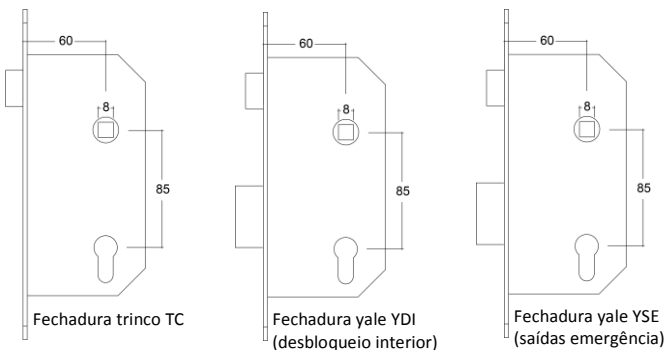 60
8
85
Fechadura trinco TC
60
8
85
Fechadura yale YDI
(desbloqueio interior)
60
8
85
Fechadura yale YSE
(saídas emergência)